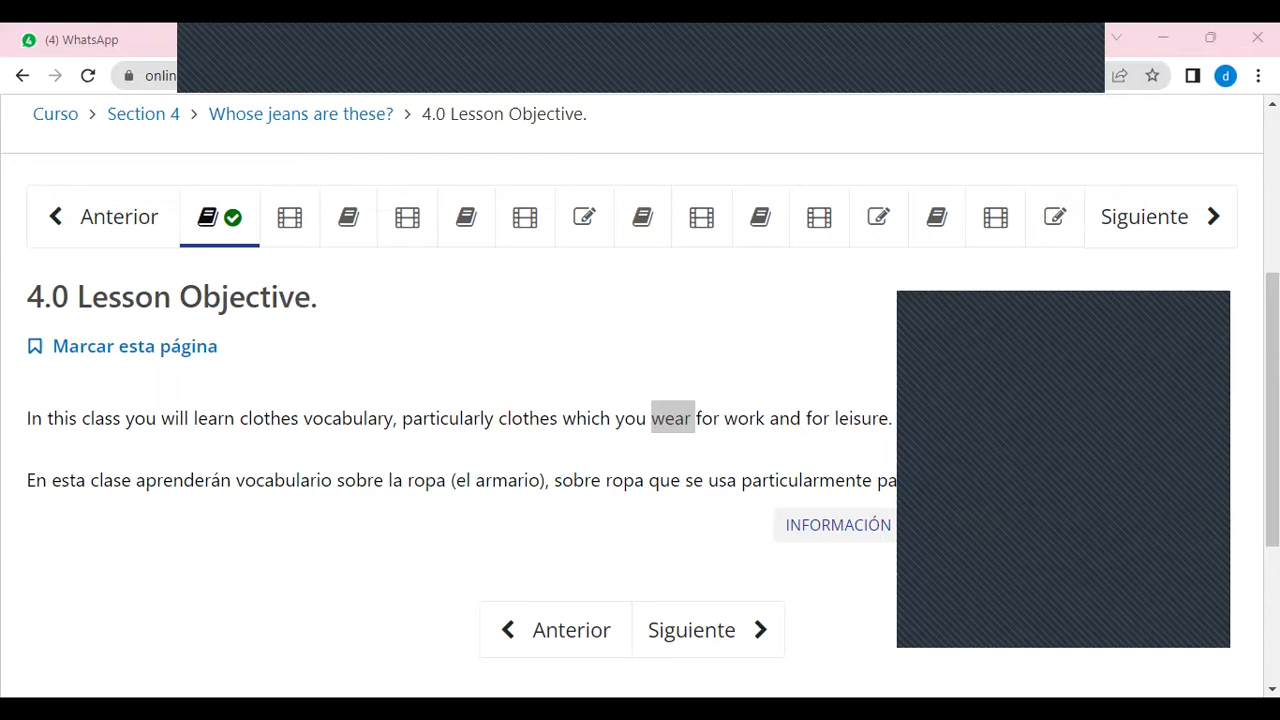 (4) WhatsApp
onlin
Curso > Section 4 > Whose jeans are these? > 4.0 Lesson Objective.
Anterior
Siguiente
4.0 Lesson Objective.
Marcar esta página
In this class you will learn clothes vocabulary, particularly clothes which you wear for work and for leisure.
En esta clase aprenderán vocabulario sobre la ropa (el armario), sobre ropa que se usa particularmente pa
INFORMACIÓN
Anterior
Siguiente